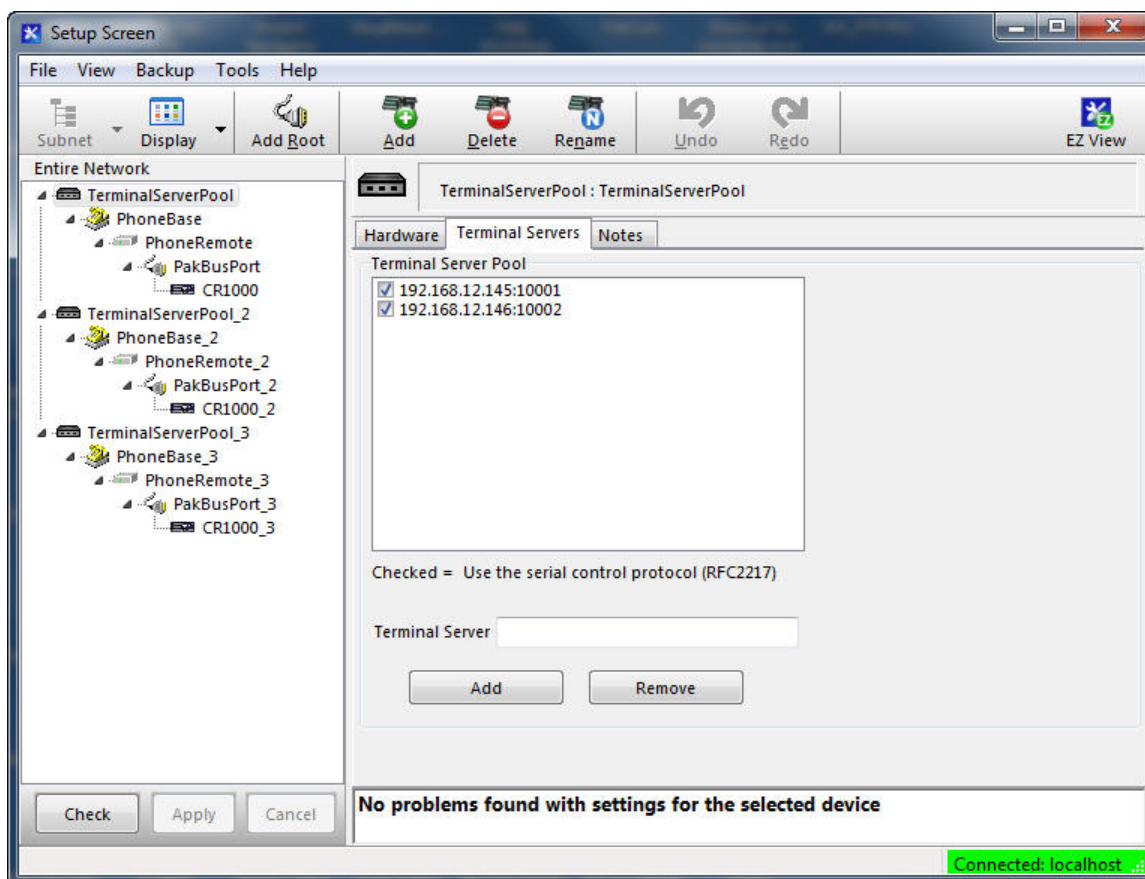 Setup Screen
File View Backup Tools Help
Subnet Display Add Root Add Delete Rename Undo Redo EZ View
Entire Network
TerminalServerPool
PhoneBase
PhoneRemote
PakBusPort
CR1000
TerminalServerPool_2
PhoneBase_2
PhoneRemote_2
PakBusPort_2
CR1000_2
TerminalServerPool_3
PhoneBase_3
PhoneRemote_3
PakBusPort_3
CR1000_3
Check Apply Cancel
TerminalServerPool : TerminalServerPool
Hardware Terminal Servers Notes
Terminal Server Pool
192.168.12.145:10001
192.168.12.146:10002
Checked = Use the serial control protocol (RFC2217)
Terminal Server
Add Remove
No problems found with settings for the selected device
Connected: localhost